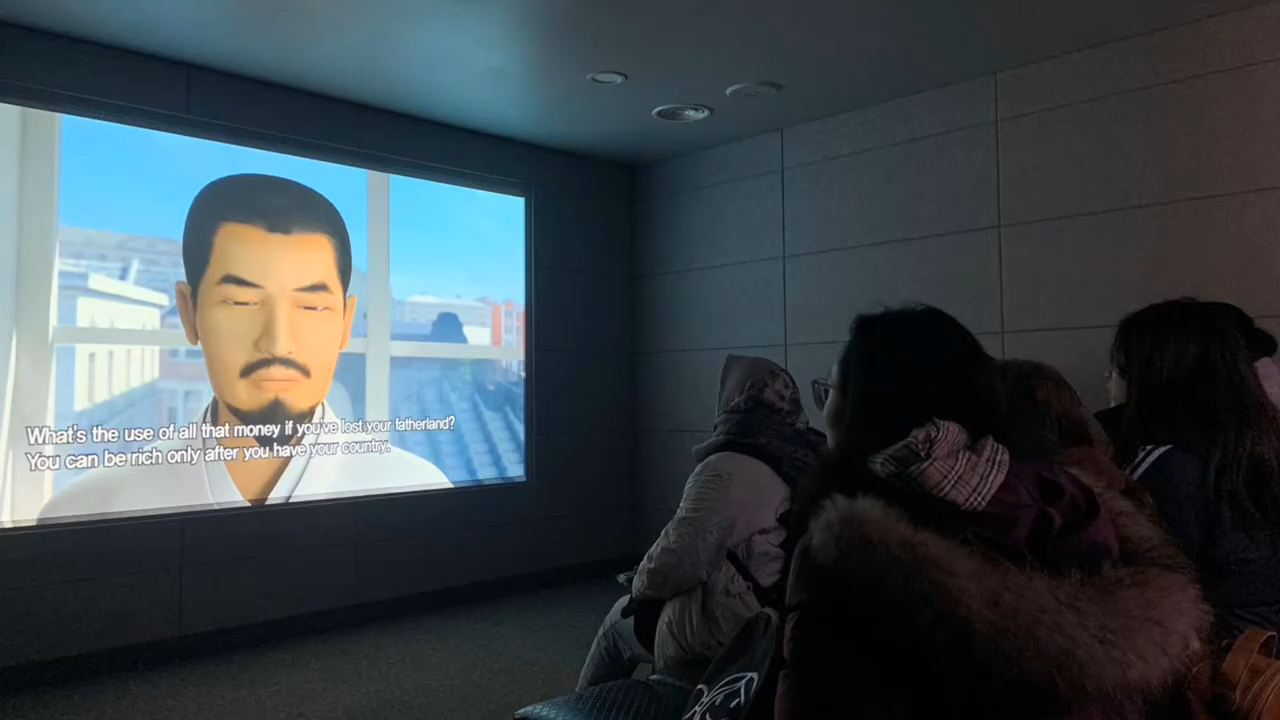 What's the use of all that money if you've lost your fatherland?
You can be rich only after you have your country.